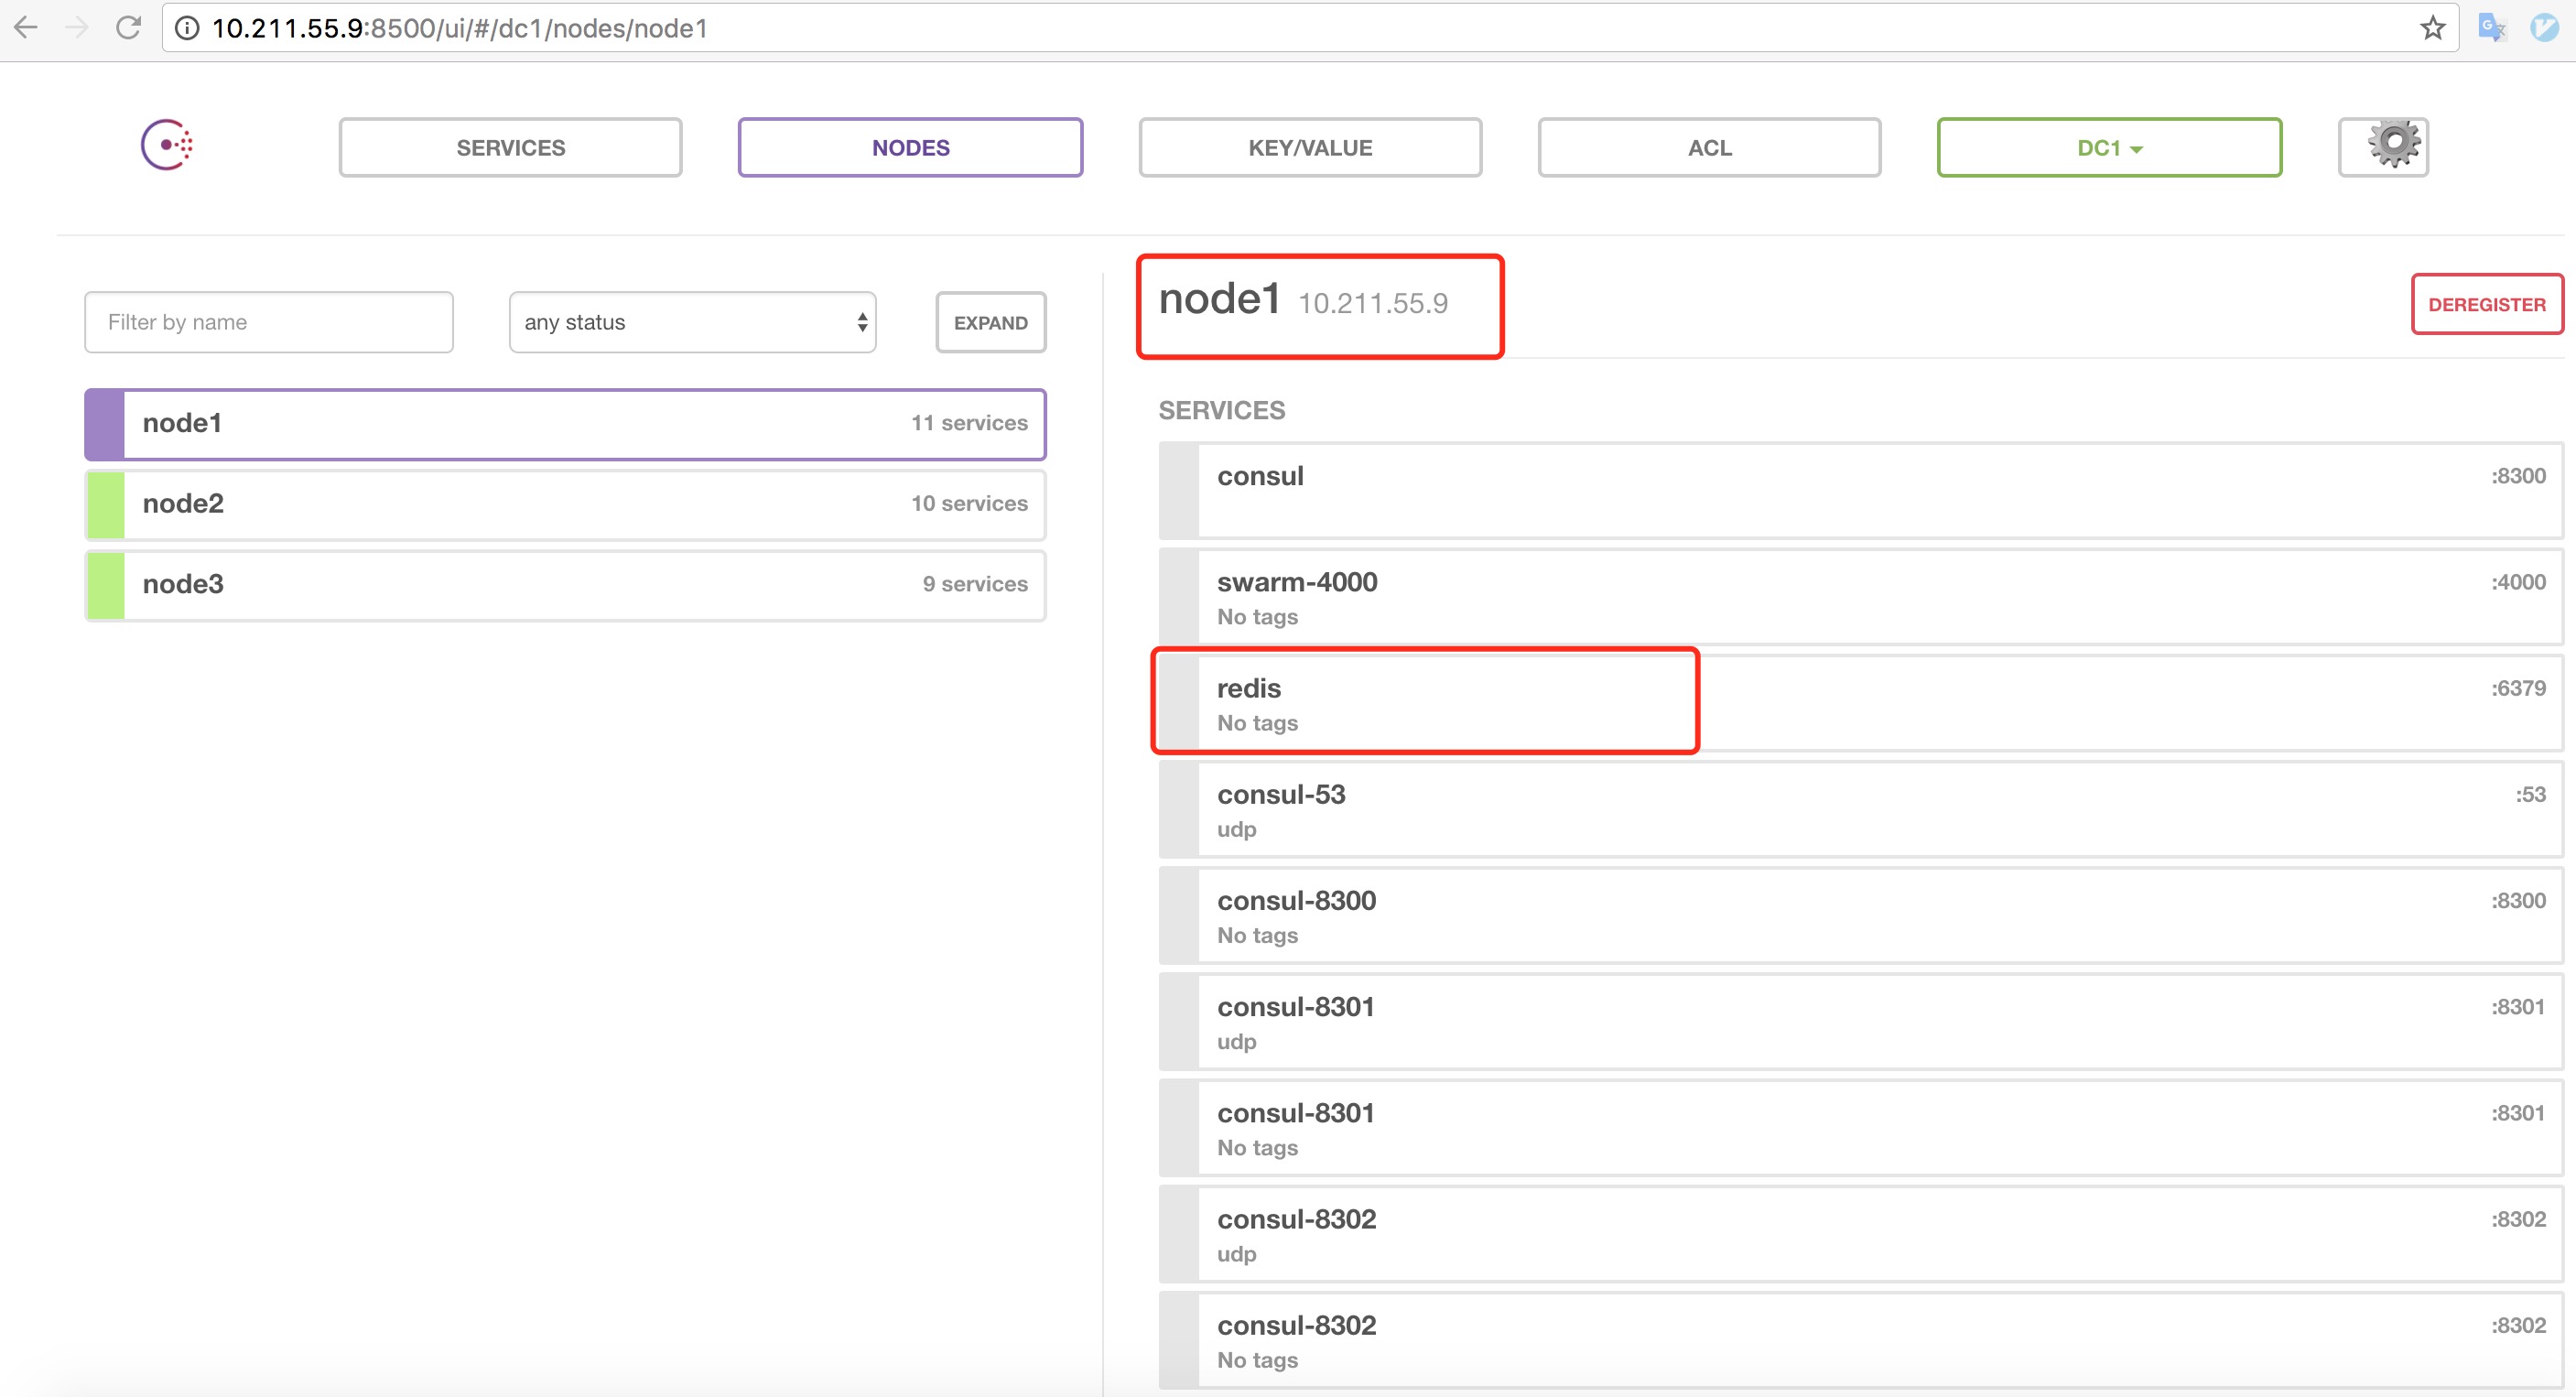 10.211.55.9:8500/ui/#/dc1/nodes/node1
SERVICES
NODES
KEY/VALUE
ACL
DC1
Filter by name
any status
EXPAND
node1 11 services
node2 10 services
node3 9 services
node1 10.211.55.9
DEREGISTER
SERVICES
consul :8300
swarm-4000 :4000
No tags
redis :6379
No tags
consul-53 :53
udp
consul-8300 :8300
No tags
consul-8301 :8301
udp
consul-8301 :8301
No tags
consul-8302 :8302
udp
consul-8302 :8302
No tags